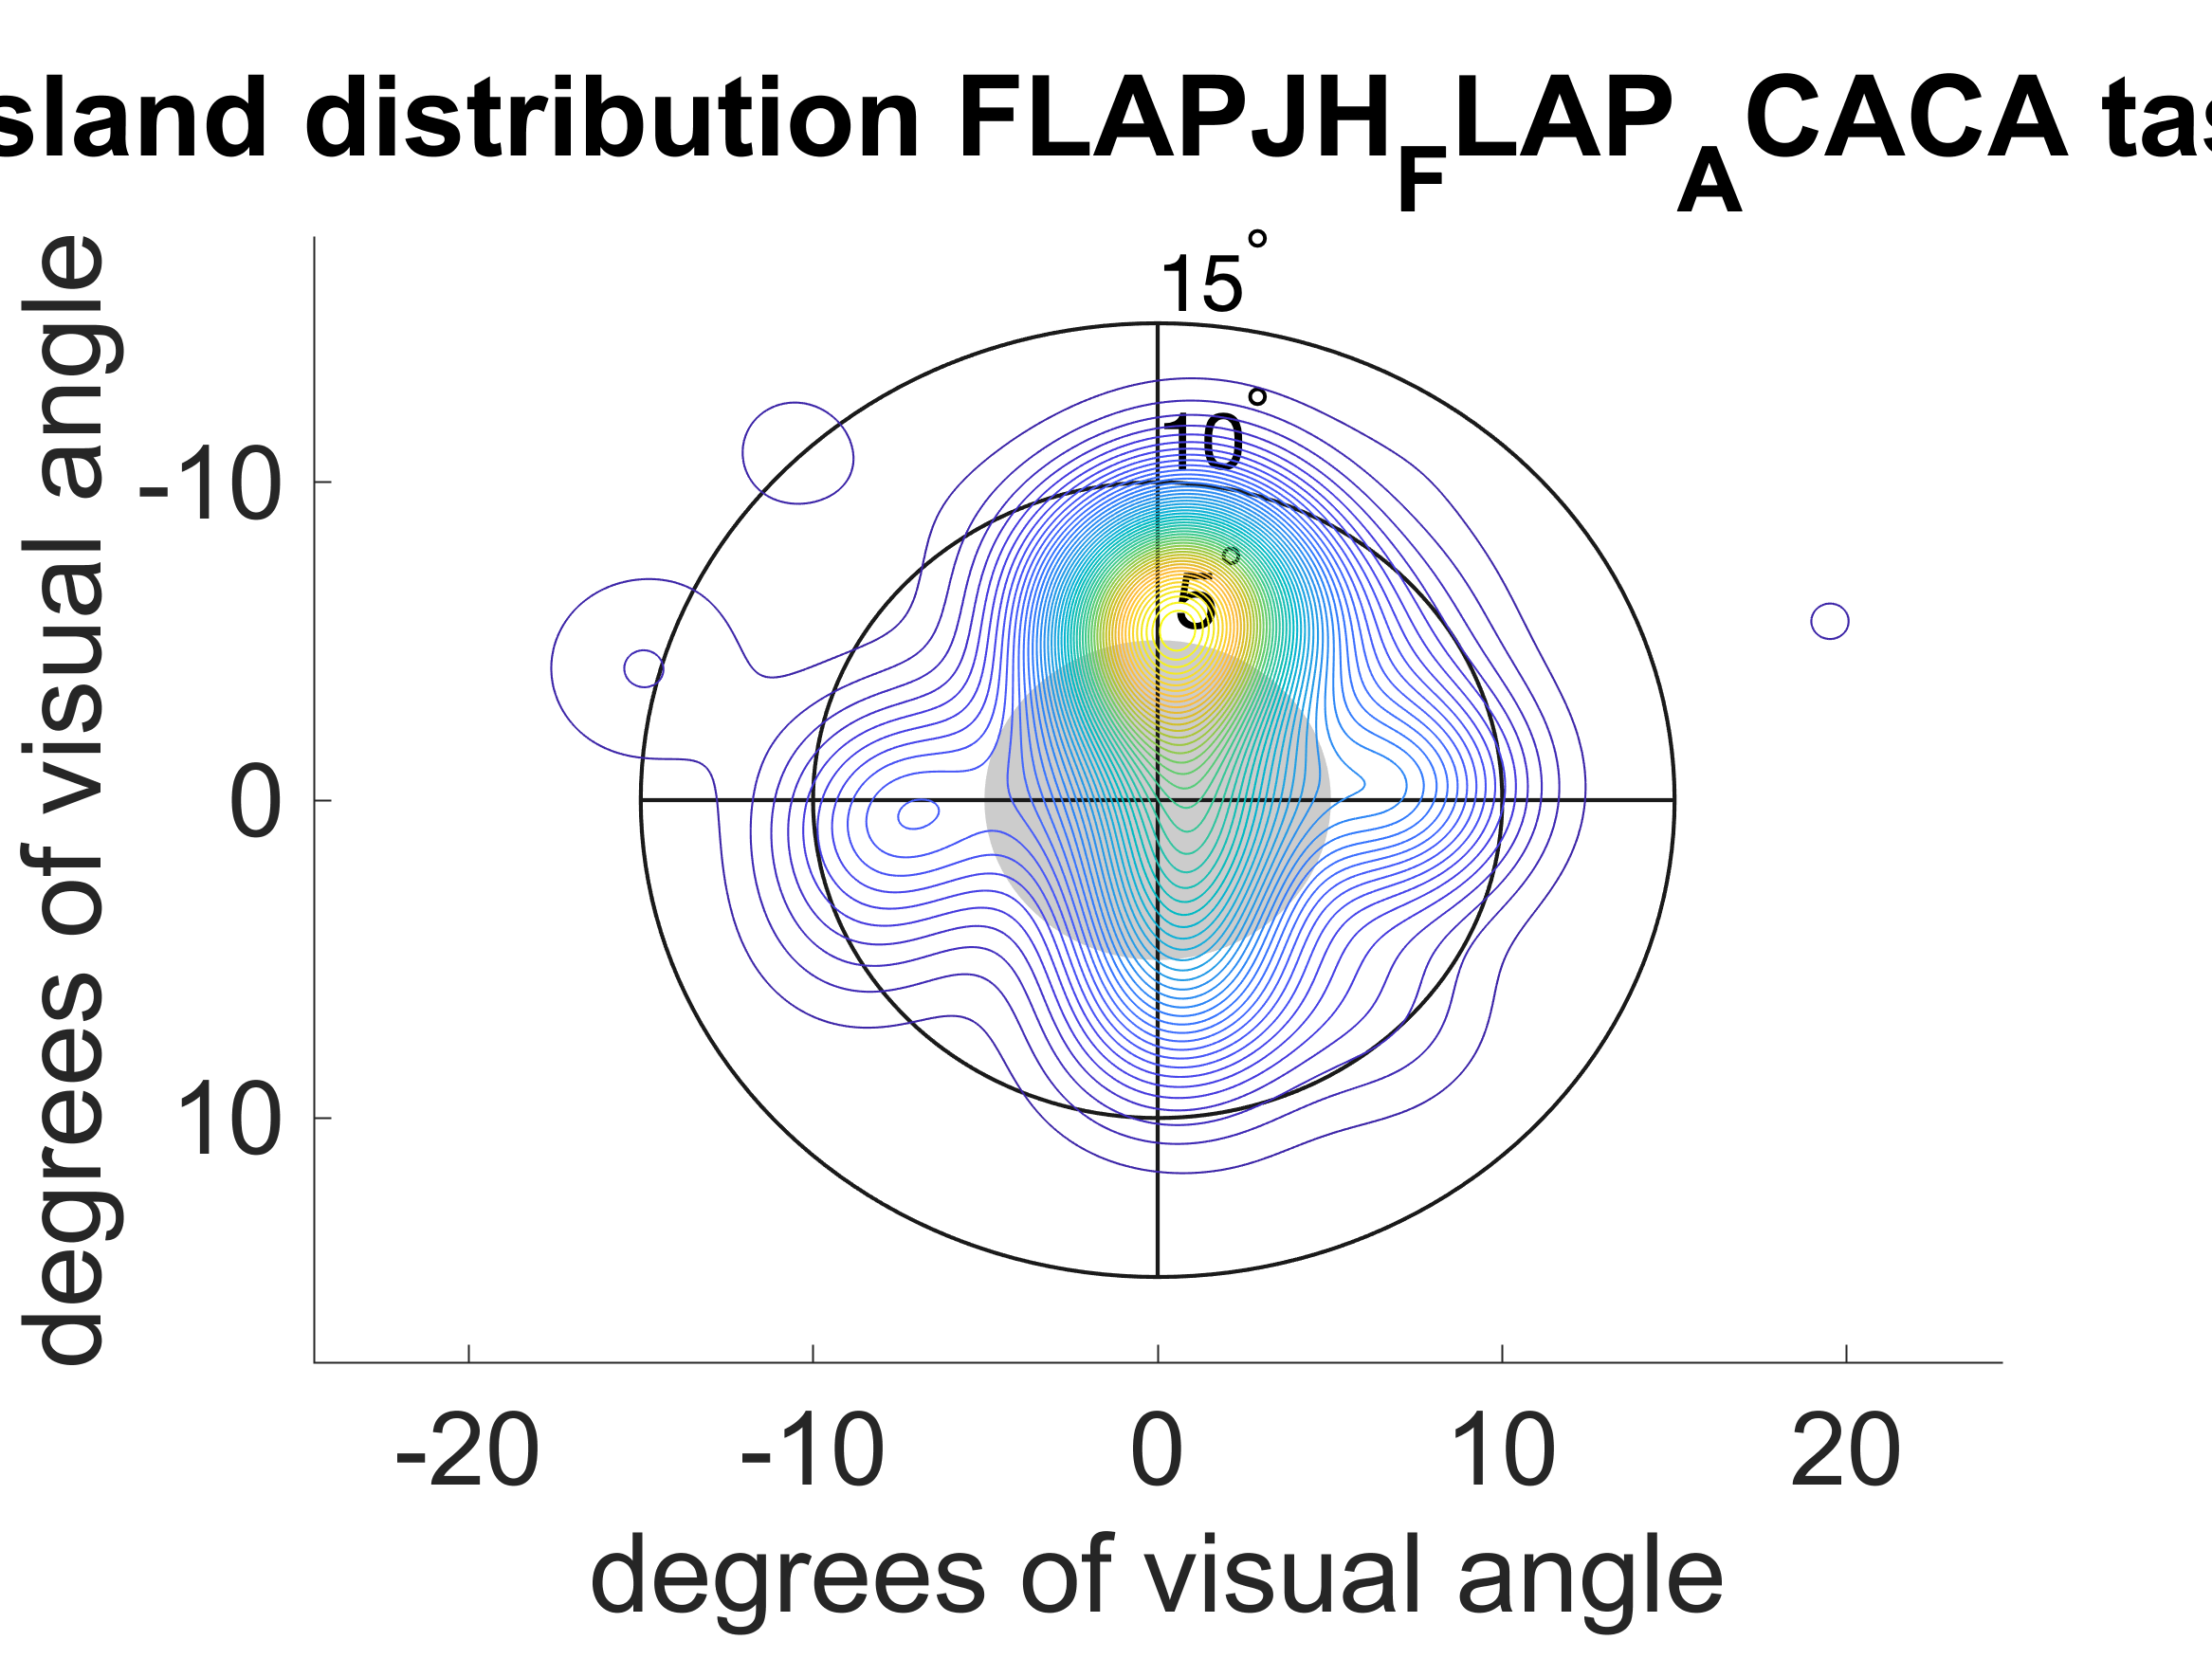 sland distribution FLAPJH_FLAP_ACACA tas
15°
10°
5°
degrees of visual angle
-10
0
10
-20 -10 0 10 20
degrees of visual angle